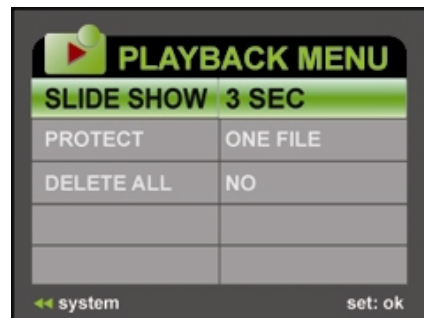 PLAYBACK MENU
SLIDE SHOW 3 SEC
PROTECT ONE FILE
DELETE ALL NO
system set: ok